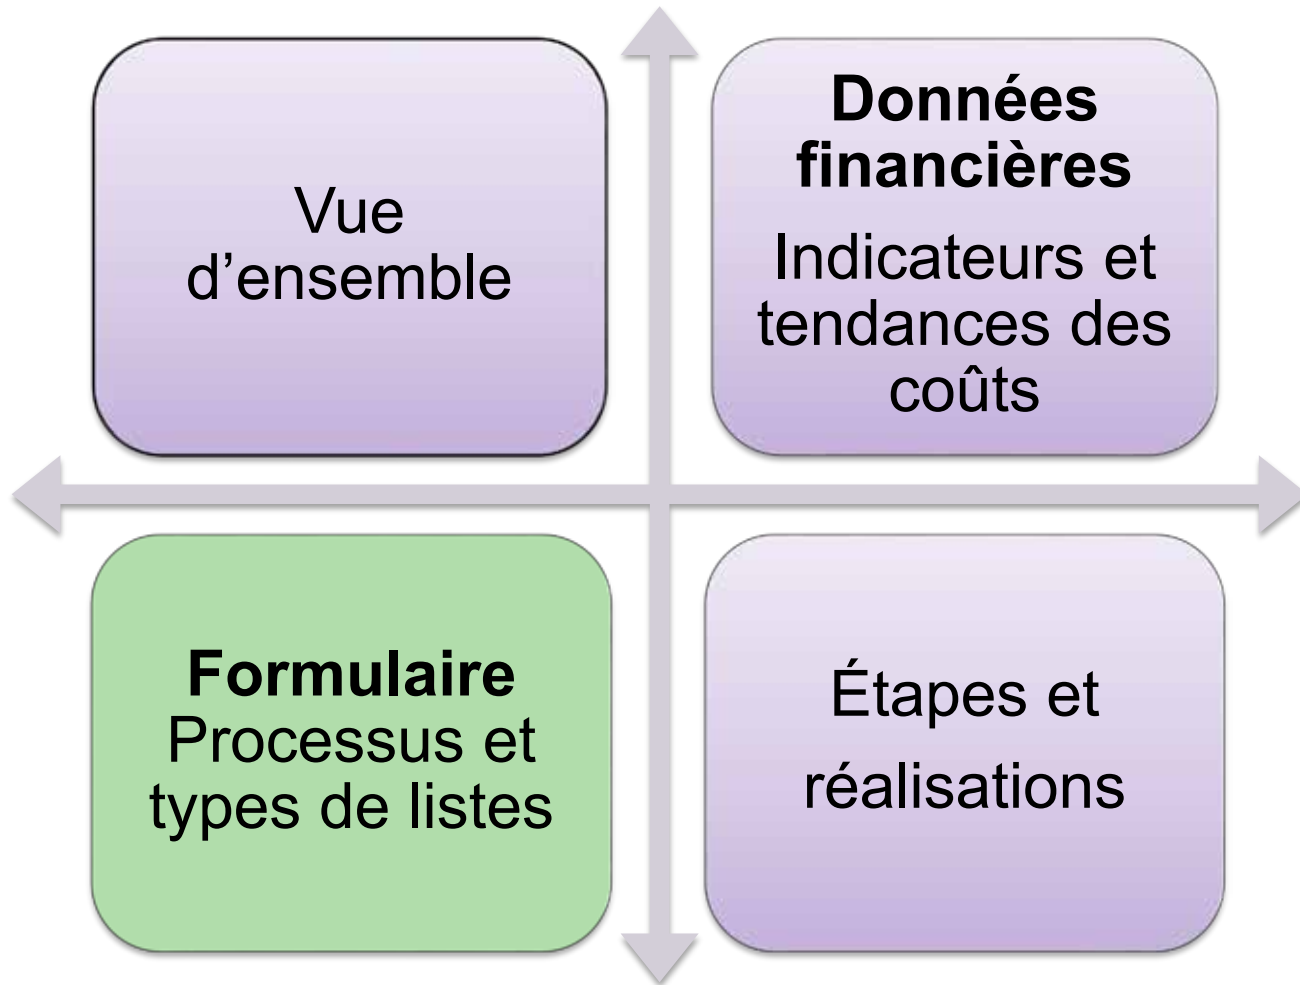 Vue
d’ensemble
Données
financières
Indicateurs et
tendances des
coûts
Formulaire
Processus et
types de listes
Étapes et
réalisations